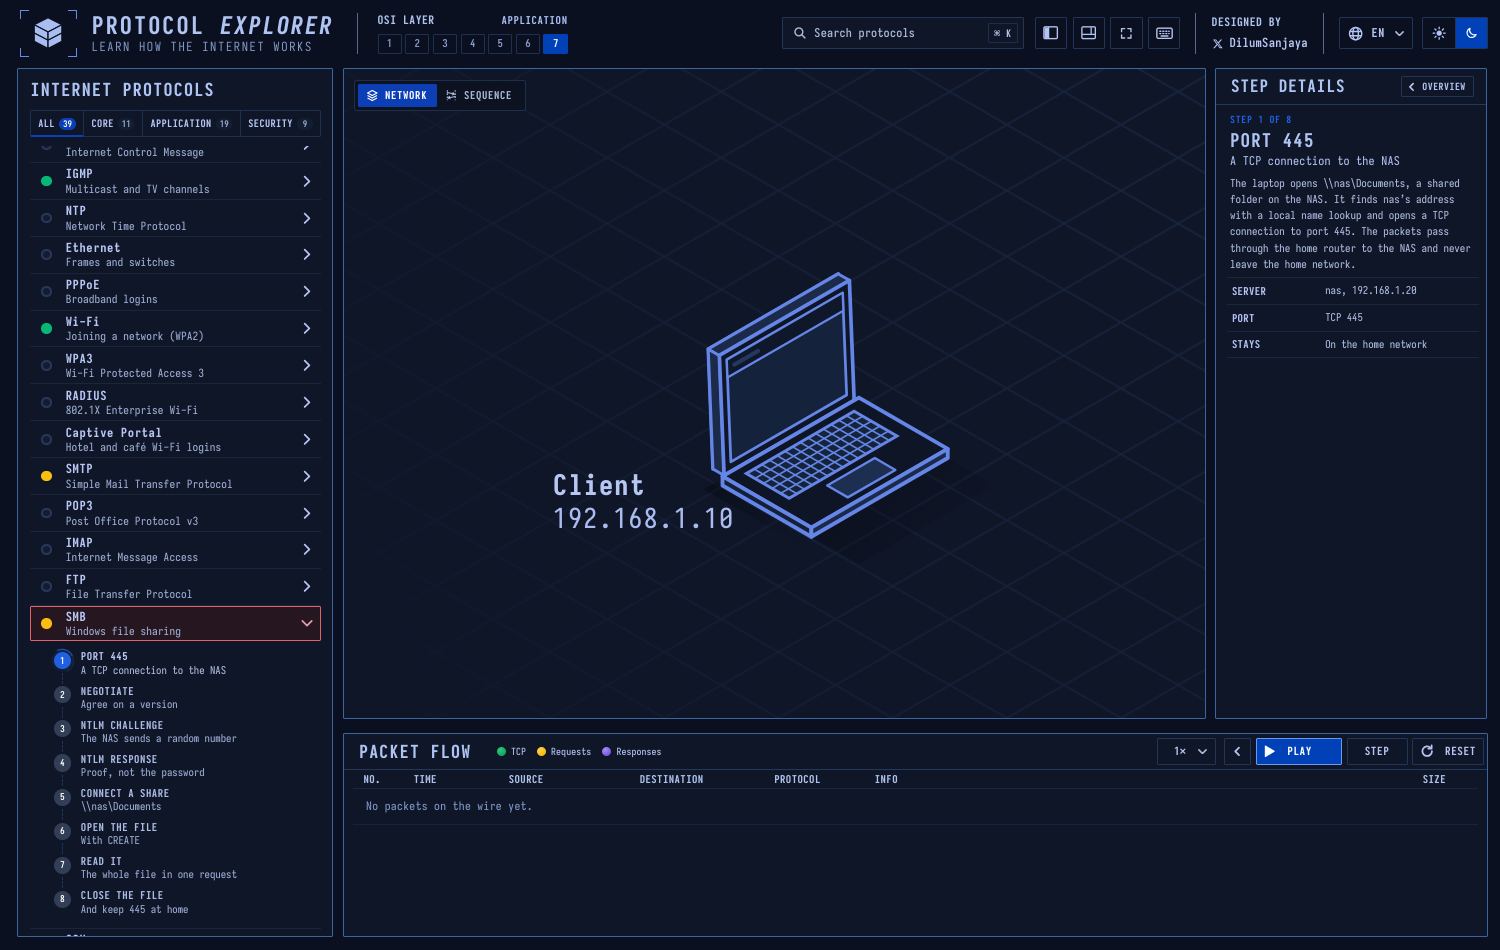 PROTOCOL EXPLORER
LEARN HOW THE INTERNET WORKS
OSI LAYER APPLICATION
1 2 3 4 5 6 7
Search protocols ⌘ K
DESIGNED BY
DilumSanjaya
EN
INTERNET PROTOCOLS
ALL 39 CORE 11 APPLICATION 19 SECURITY 9
Internet Control Message
IGMP
Multicast and TV channels
NTP
Network Time Protocol
Ethernet
Frames and switches
PPPoE
Broadband logins
Wi-Fi
Joining a network (WPA2)
WPA3
Wi-Fi Protected Access 3
RADIUS
802.1X Enterprise Wi-Fi
Captive Portal
Hotel and café Wi-Fi logins
SMTP
Simple Mail Transfer Protocol
POP3
Post Office Protocol v3
IMAP
Internet Message Access
FTP
File Transfer Protocol
SMB
Windows file sharing
1 PORT 445
A TCP connection to the NAS
2 NEGOTIATE
Agree on a version
3 NTLM CHALLENGE
The NAS sends a random number
4 NTLM RESPONSE
Proof, not the password
5 CONNECT A SHARE
\\nas\Documents
6 OPEN THE FILE
With CREATE
7 READ IT
The whole file in one request
8 CLOSE THE FILE
And keep 445 at home
NETWORK SEQUENCE
Client
192.168.1.10
STEP DETAILS OVERVIEW
STEP 1 OF 8
PORT 445
A TCP connection to the NAS
The laptop opens \\nas\Documents, a shared
folder on the NAS. It finds nas's address
with a local name lookup and opens a TCP
connection to port 445. The packets pass
through the home router to the NAS and never
leave the home network.
SERVER nas, 192.168.1.20
PORT TCP 445
STAYS On the home network
PACKET FLOW TCP Requests Responses 1× PLAY STEP RESET
NO. TIME SOURCE DESTINATION PROTOCOL INFO SIZE
No packets on the wire yet.